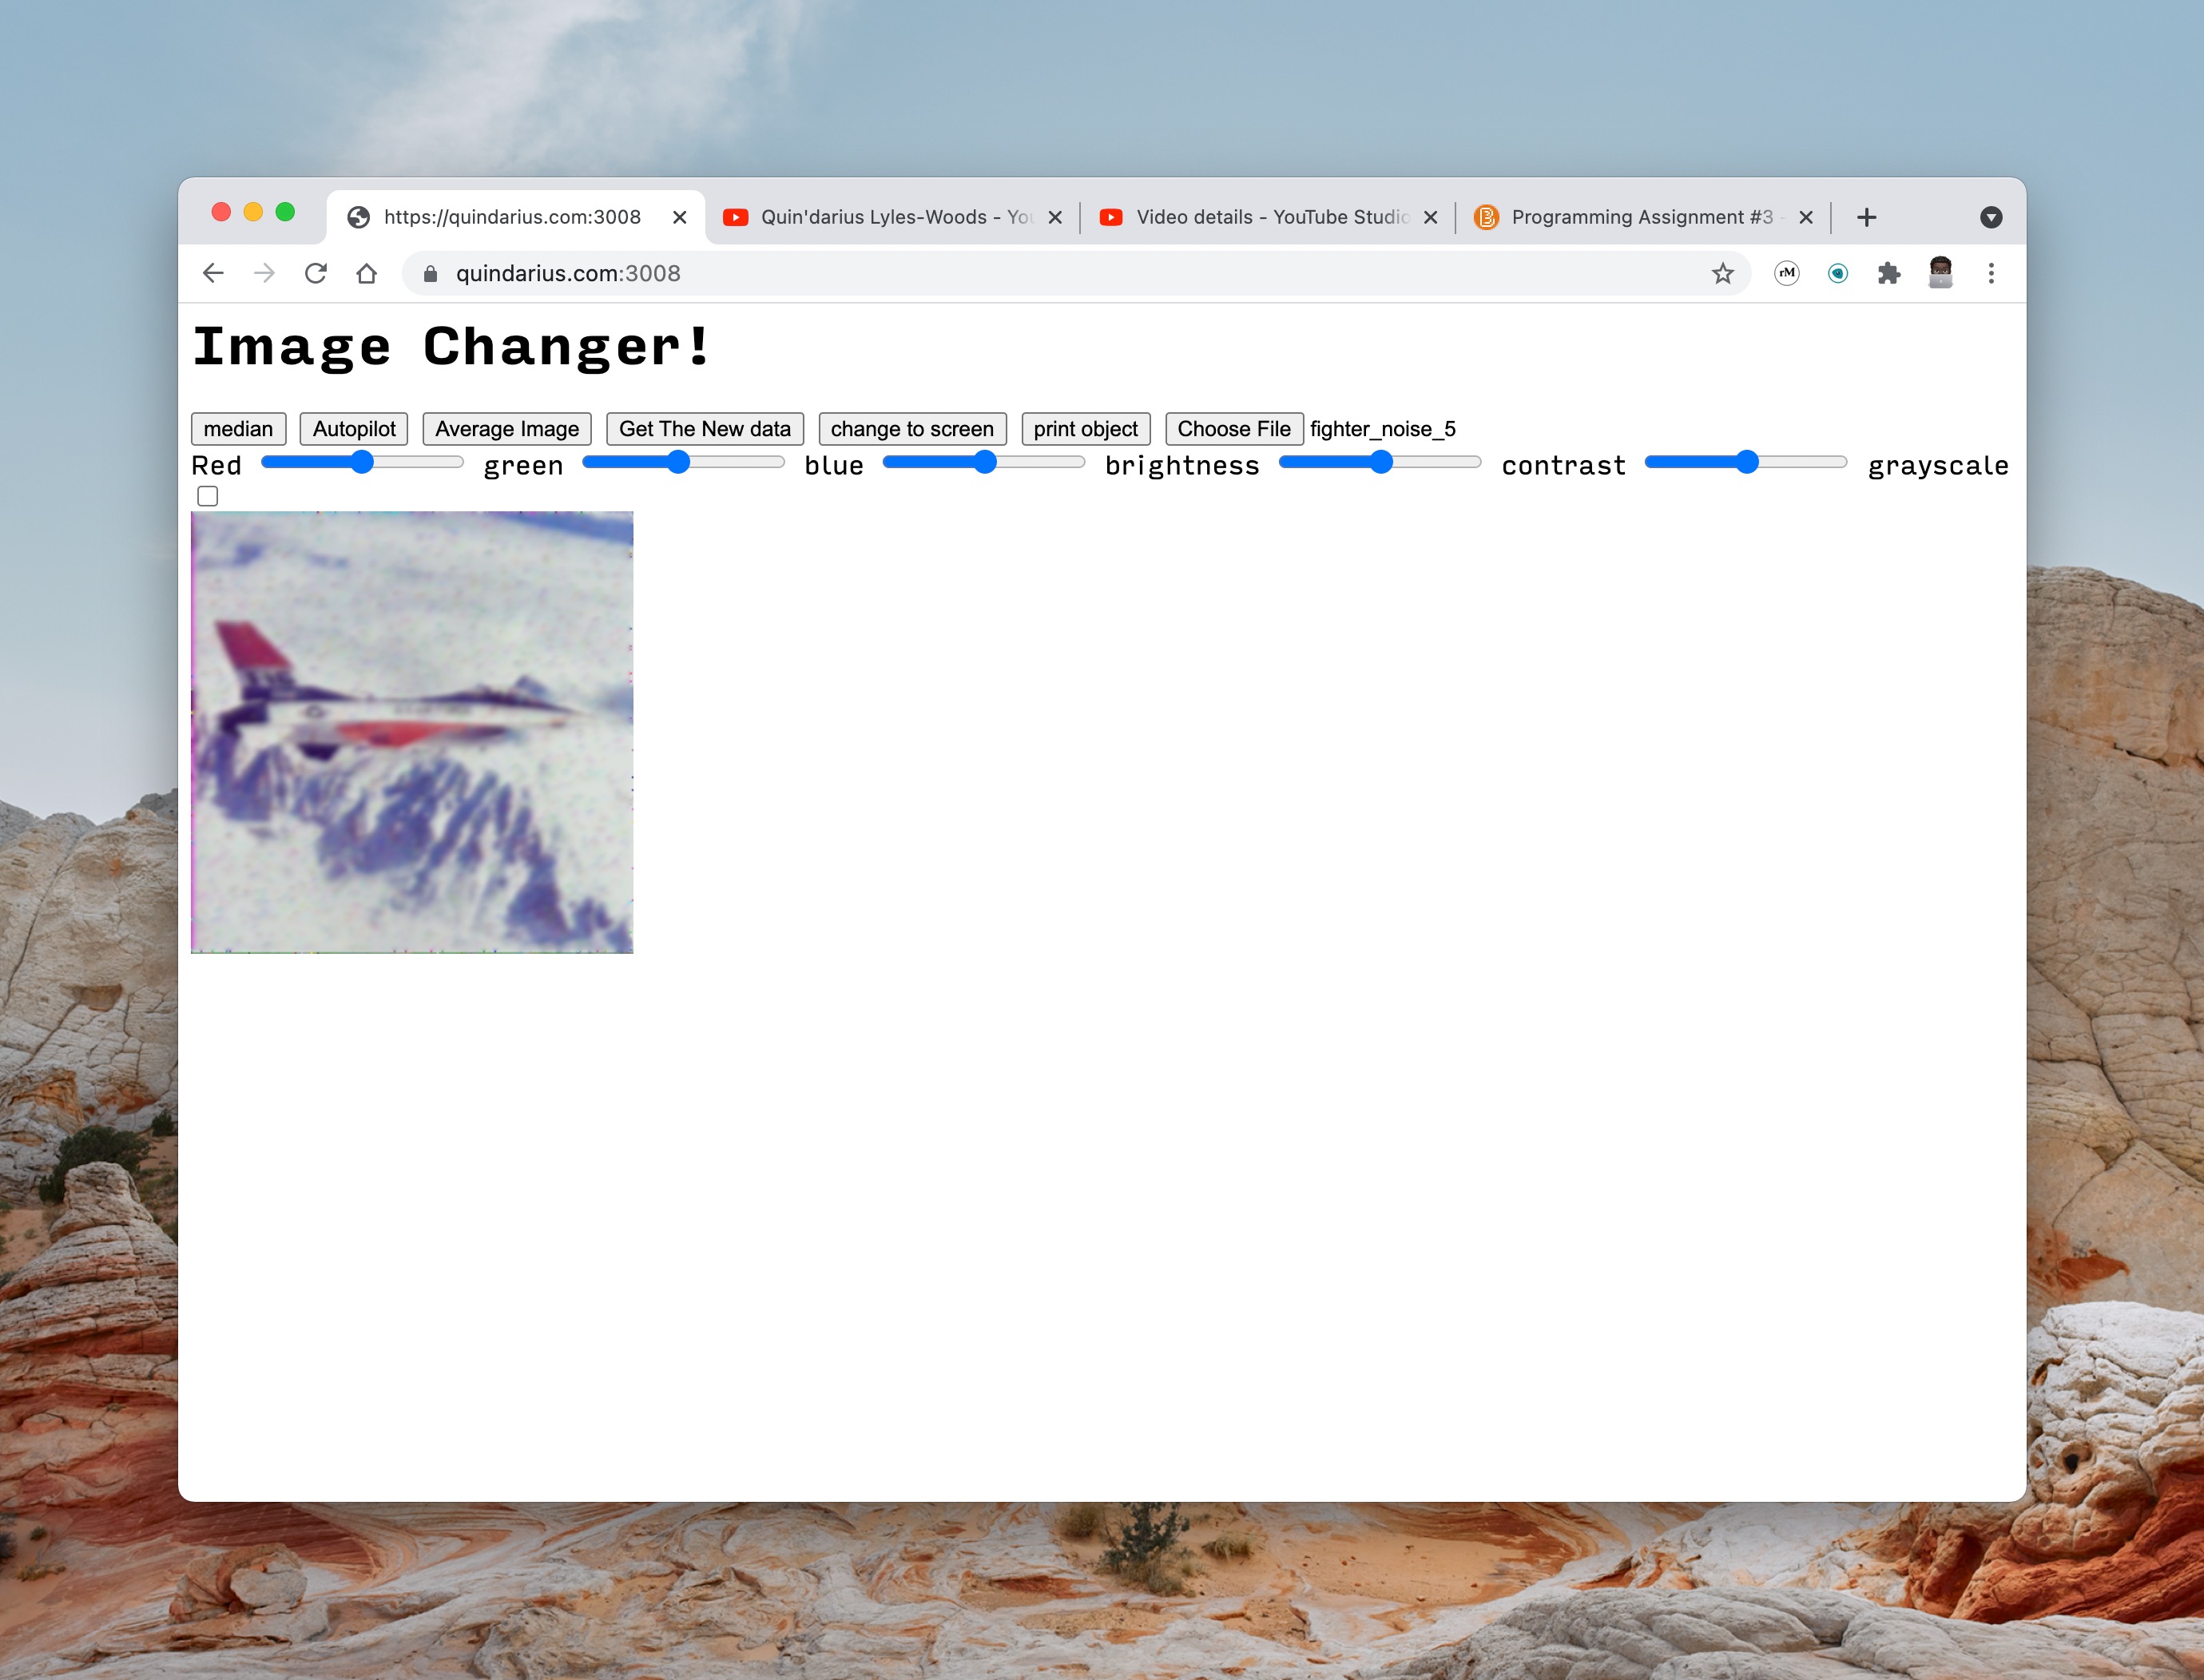 https://quindarius.com:3008 Quin'darius Lyles-Woods - You Video details - YouTube Studio Programming Assignment #3 -
quindarius.com:3008 rM
Image Changer!
median Autopilot Average Image Get The New data change to screen print object Choose File fighter_noise_5
Red green blue brightness contrast grayscale